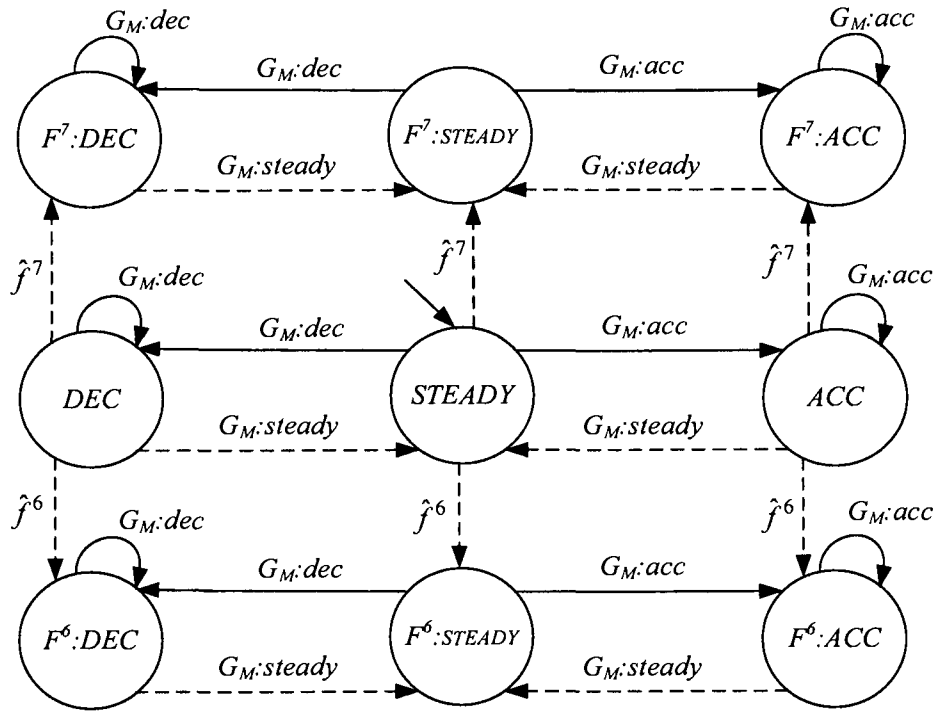 G_M:dec
G_M:acc
G_M:dec
G_M:acc
F^7:DEC
F^7:STEADY
F^7:ACC
G_M:steady
G_M:steady
f̂^7
f̂^7
f̂^7
G_M:dec
G_M:acc
G_M:dec
G_M:acc
DEC
STEADY
ACC
G_M:steady
G_M:steady
f̂^6
f̂^6
f̂^6
G_M:dec
G_M:acc
G_M:dec
G_M:acc
F^6:DEC
F^6:STEADY
F^6:ACC
G_M:steady
G_M:steady